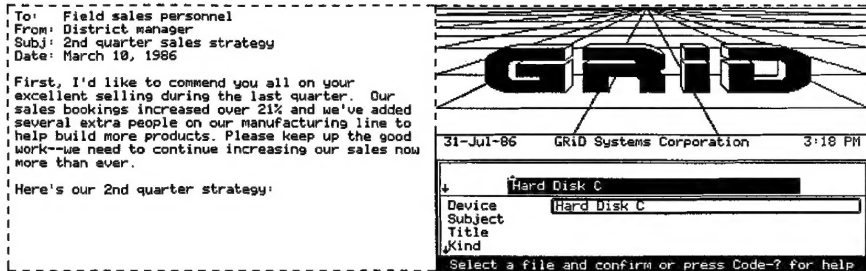 To: Field sales personnel
From: District manager
Subj: 2nd quarter sales strategy
Date: March 10, 1986
First, I'd like to commend you all on your
excellent selling during the last quarter. Our
sales bookings increased over 21% and we've added
several extra people on our manufacturing line to
help build more products. Please keep up the good
work--we need to continue increasing our sales now
more than ever.
Here's our 2nd quarter strategy:
GRiD
31-Jul-86 GRiD Systems Corporation 3:18 PM
Hard Disk C
Device Hard Disk C
Subject
Title
Kind
Select a file and confirm or press Code-? for help